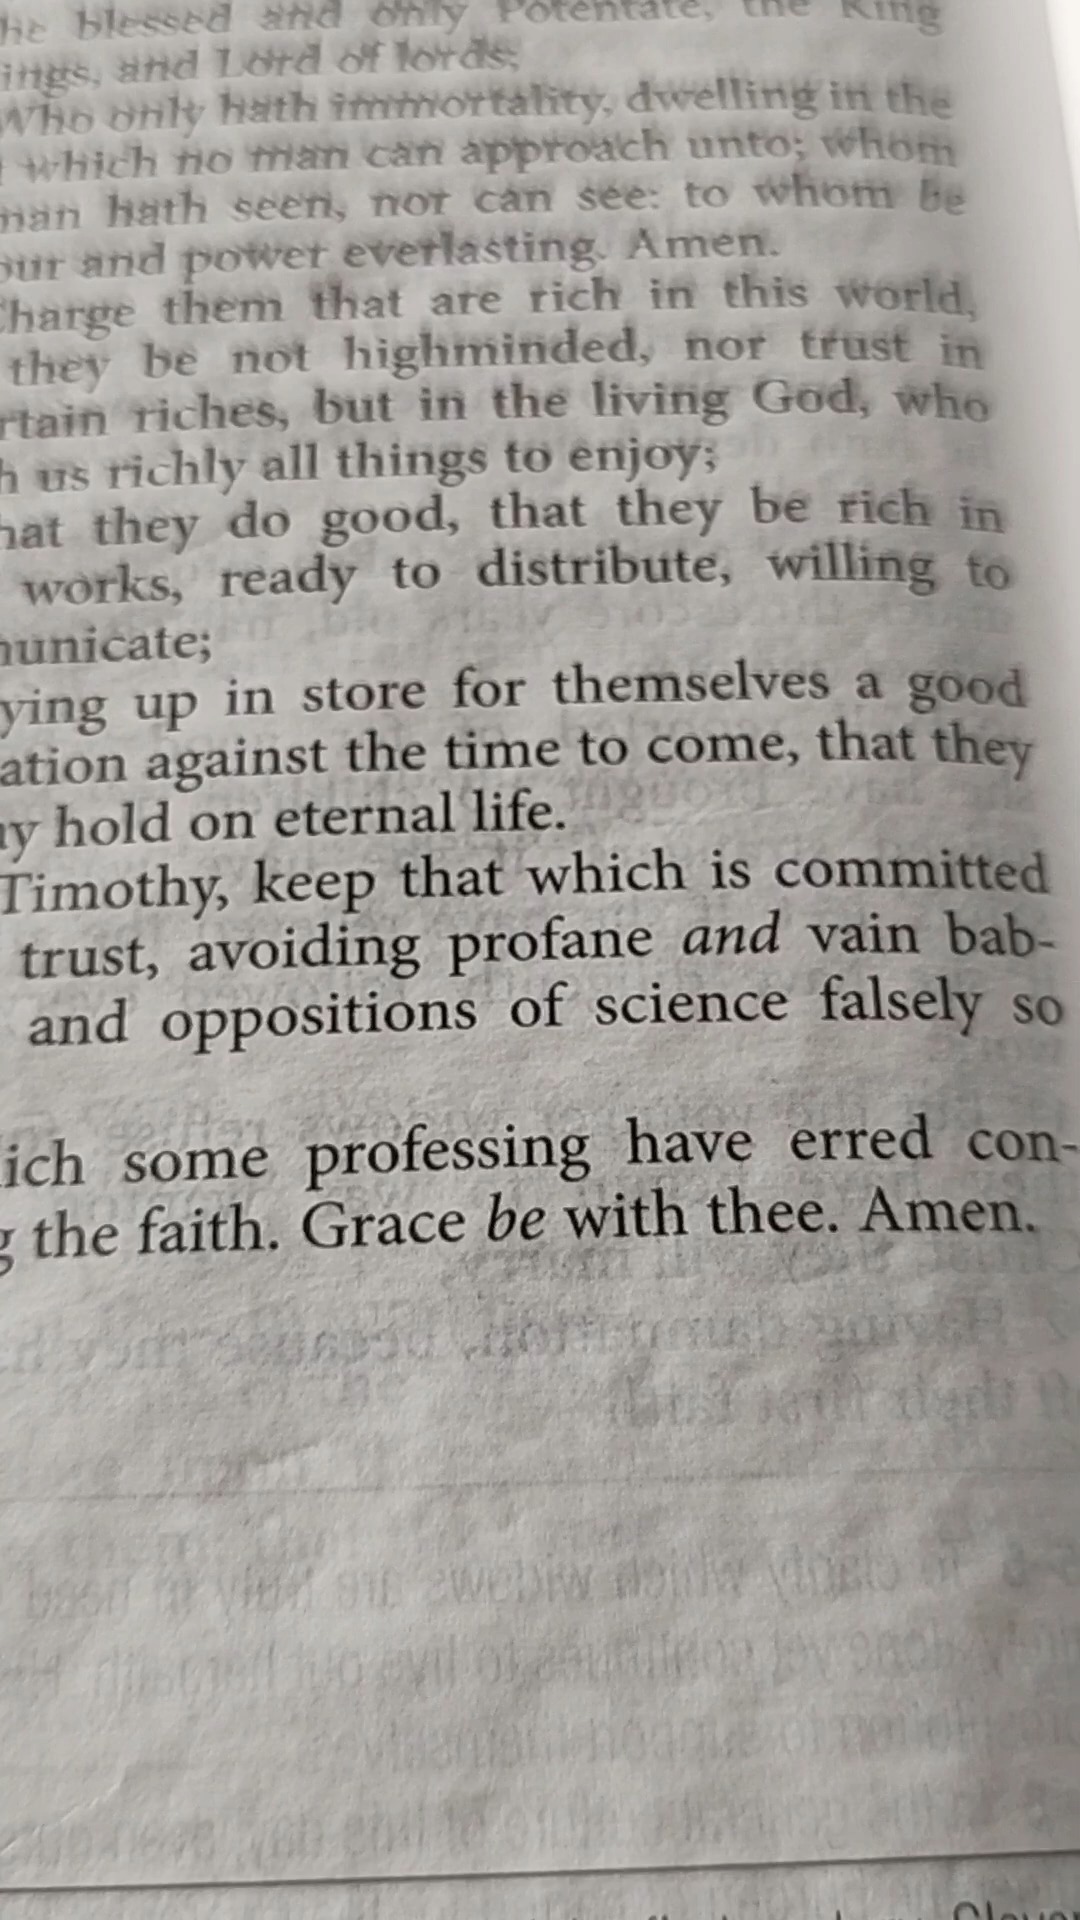 he blessed and only Potentate, the King
ings, and Lord of lords;
Who only hath immortality, dwelling in the
which no man can approach unto; whom
man hath seen, nor can see: to whom be
our and power everlasting. Amen.
Charge them that are rich in this world,
they be not highminded, nor trust in
rtain riches, but in the living God, who
h us richly all things to enjoy;
hat they do good, that they be rich in
works, ready to distribute, willing to
municate;
ying up in store for themselves a good
ation against the time to come, that they
ay hold on eternal life.
Timothy, keep that which is committed
trust, avoiding profane and vain bab-
and oppositions of science falsely so
ich some professing have erred con-
g the faith. Grace be with thee. Amen.